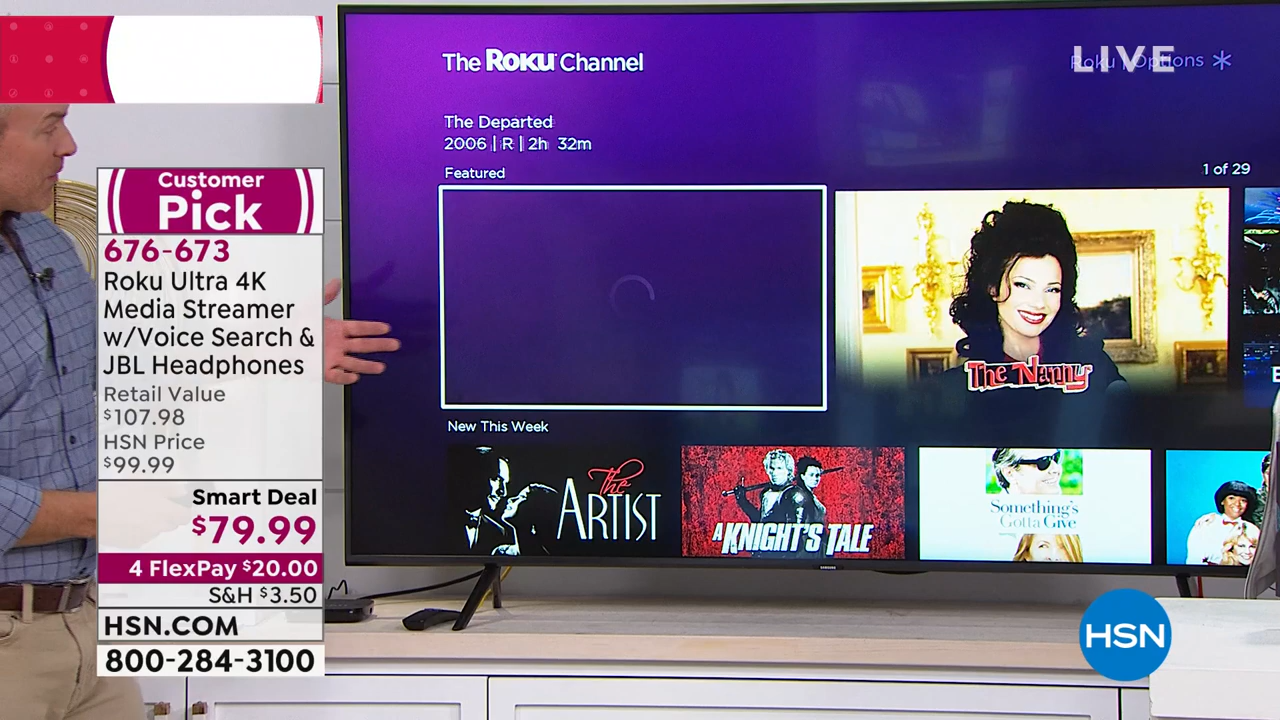 Customer
Pick
676-673
Roku Ultra 4K
Media Streamer
w/Voice Search &
JBL Headphones
Retail Value
$107.98
HSN Price
$99.99
Smart Deal
$79.99
4 FlexPay $20.00
S&H $3.50
HSN.COM
800-284-3100
The Roku Channel
LIVE
Roku | Options
The Departed
2006 | R | 2h 32m
Featured
1 of 29
The Nanny
New This Week
The
ARTIST
A KNIGHT'S TALE
Something's
Gotta Give
SAMSUNG
HSN